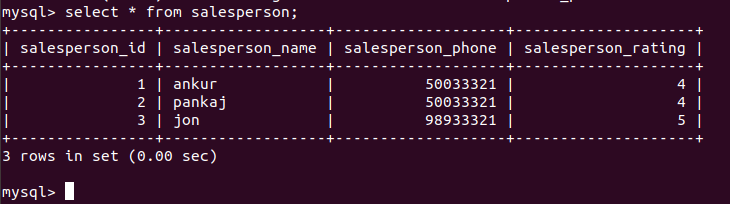 mysql> select * from salesperson;
+----------------+------------------+-------------------+--------------------+
| salesperson_id | salesperson_name | salesperson_phone | salesperson_rating |
+----------------+------------------+-------------------+--------------------+
|              1 | ankur            |          50033321 |                  4 |
|              2 | pankaj           |          50033321 |                  4 |
|              3 | jon              |          98933321 |                  5 |
+----------------+------------------+-------------------+--------------------+
3 rows in set (0.00 sec)
mysql>